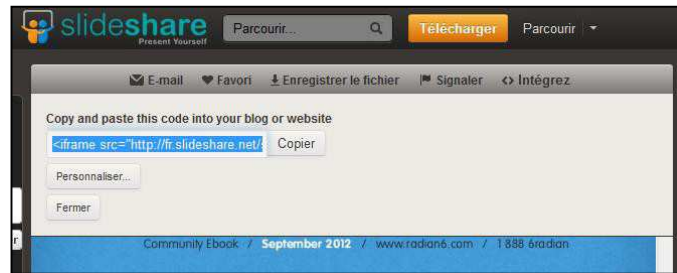 slideshare Parcourir... Télécharger Parcourir
Present Yourself
E-mail Favori Enregistrer le fichier Signaler <> Intégrez
Copy and paste this code into your blog or website
<iframe src="http://fr.slideshare.net/ Copier
Personnaliser...
Fermer
r
Community Ebook / September 2012 / www.radian6.com / 1 888 6radian